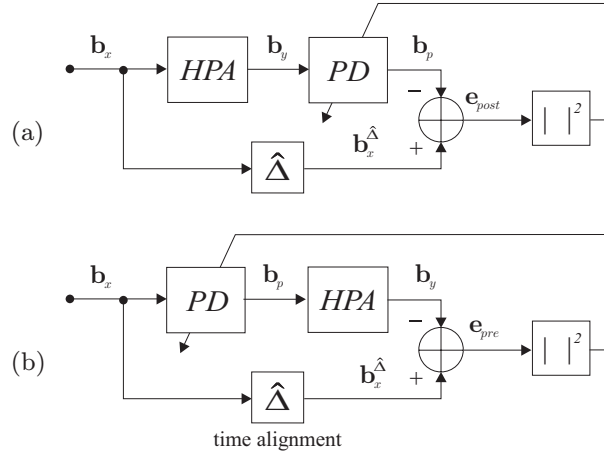 b_x HPA b_y PD b_p
− e_post | |²
(a) + 
Δ̂ b_x^Δ̂
b_x PD b_p HPA b_y
− e_pre | |²
(b) +
Δ̂ b_x^Δ̂
time alignment